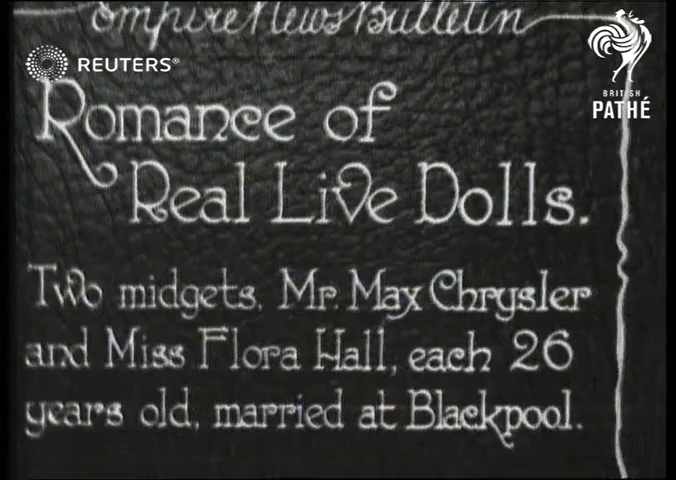 Empire News Bulletin
REUTERS®
BRITISH
PATHÉ
Romance of
Real Live Dolls.
Two midgets, Mr. Max Chrysler
and Miss Flora Hall, each 26
years old, married at Blackpool.